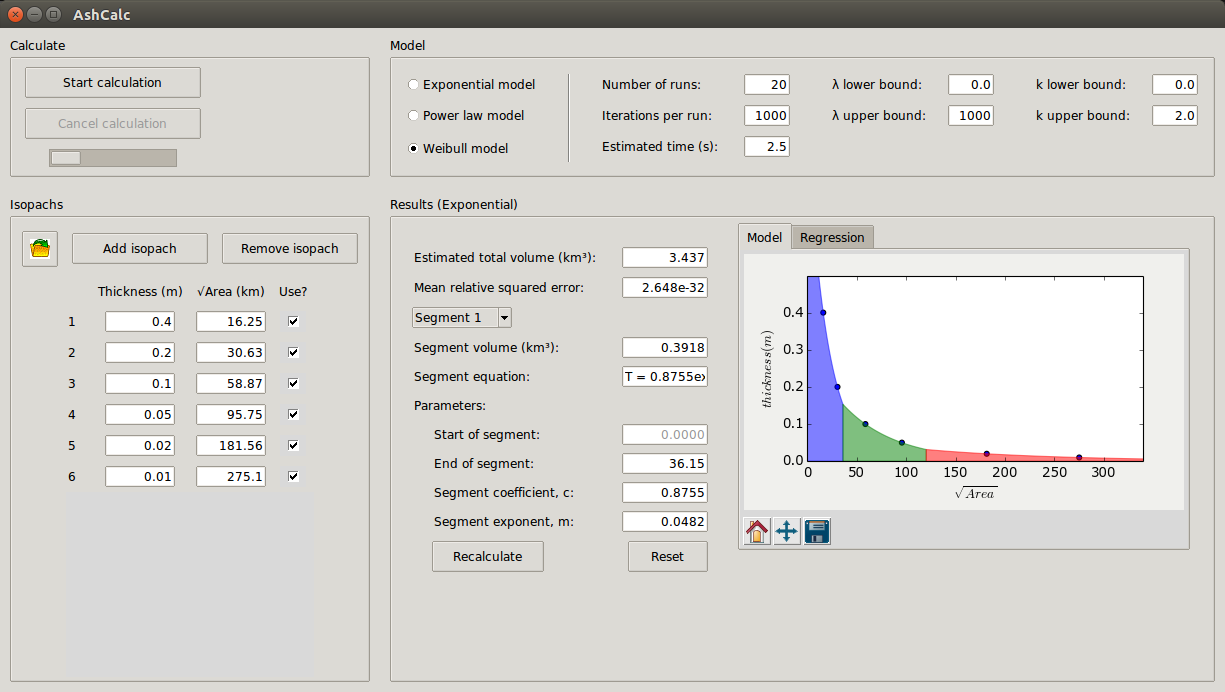 AshCalc
Calculate
Start calculation
Cancel calculation
Model
Exponential model
Power law model
Weibull model
Number of runs: 20
Iterations per run: 1000
Estimated time (s): 2.5
λ lower bound: 0.0
λ upper bound: 1000
k lower bound: 0.0
k upper bound: 2.0
Isopachs
Add isopach
Remove isopach
Thickness (m) √Area (km) Use?
1 0.4 16.25
2 0.2 30.63
3 0.1 58.87
4 0.05 95.75
5 0.02 181.56
6 0.01 275.1
Results (Exponential)
Estimated total volume (km³): 3.437
Mean relative squared error: 2.648e-32
Segment 1
Segment volume (km³): 0.3918
Segment equation: T = 0.8755ex
Parameters:
Start of segment: 0.0000
End of segment: 36.15
Segment coefficient, c: 0.8755
Segment exponent, m: 0.0482
Recalculate
Reset
Model
Regression
thickness(m)
0.4
0.3
0.2
0.1
0.0
0 50 100 150 200 250 300
√Area